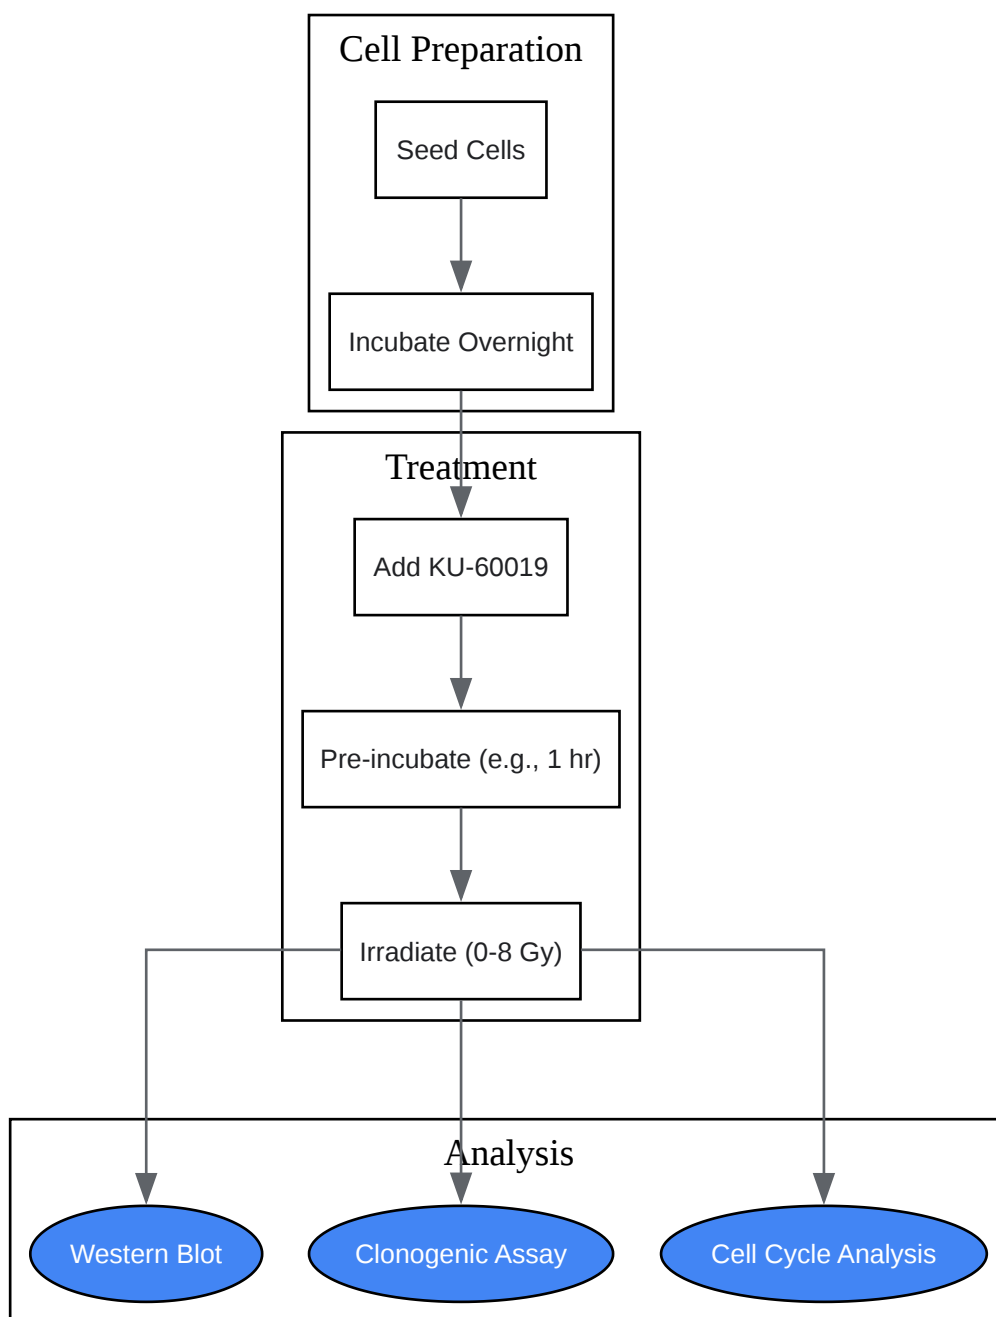 Cell Preparation
Seed Cells
Incubate Overnight
Treatment
Add KU-60019
Pre-incubate (e.g., 1 hr)
Irradiate (0-8 Gy)
Analysis
Western Blot
Clonogenic Assay
Cell Cycle Analysis